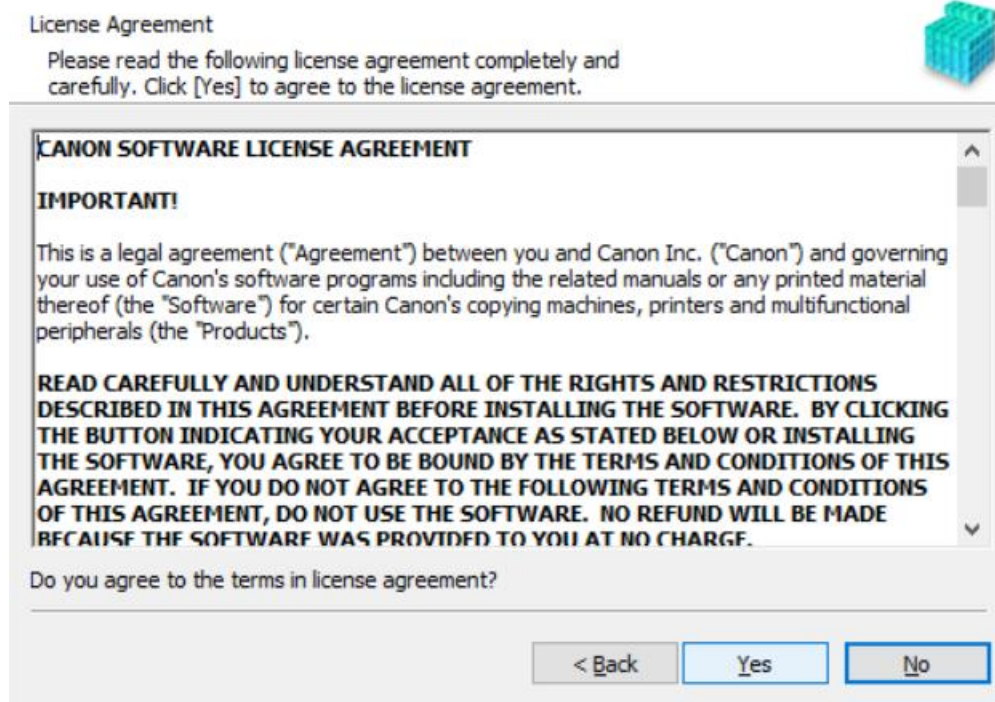 License Agreement
Please read the following license agreement completely and
carefully. Click [Yes] to agree to the license agreement.
CANON SOFTWARE LICENSE AGREEMENT
IMPORTANT!
This is a legal agreement ("Agreement") between you and Canon Inc. ("Canon") and governing
your use of Canon's software programs including the related manuals or any printed material
thereof (the "Software") for certain Canon's copying machines, printers and multifunctional
peripherals (the "Products").
READ CAREFULLY AND UNDERSTAND ALL OF THE RIGHTS AND RESTRICTIONS
DESCRIBED IN THIS AGREEMENT BEFORE INSTALLING THE SOFTWARE.  BY CLICKING
THE BUTTON INDICATING YOUR ACCEPTANCE AS STATED BELOW OR INSTALLING
THE SOFTWARE, YOU AGREE TO BE BOUND BY THE TERMS AND CONDITIONS OF THIS
AGREEMENT.  IF YOU DO NOT AGREE TO THE FOLLOWING TERMS AND CONDITIONS
OF THIS AGREEMENT, DO NOT USE THE SOFTWARE.  NO REFUND WILL BE MADE
BECAUSE THE SOFTWARE WAS PROVIDED TO YOU AT NO CHARGE.
Do you agree to the terms in license agreement?
< Back
Yes
No